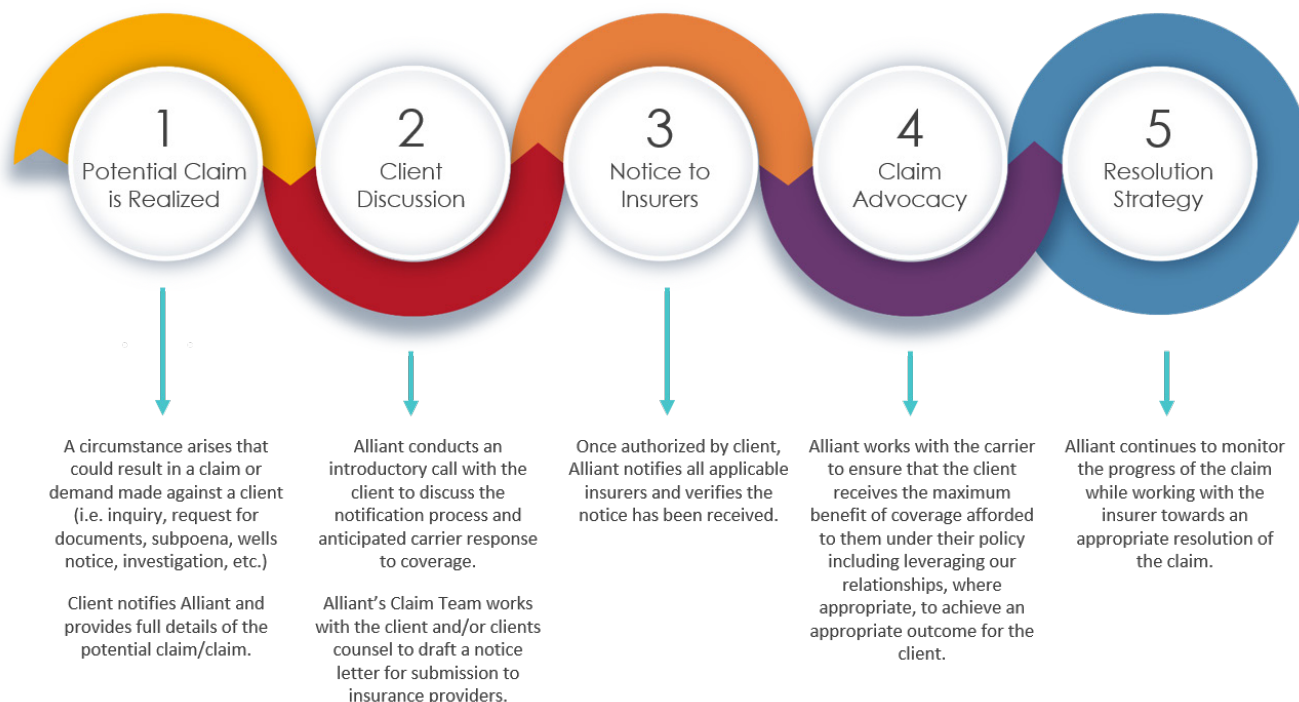 1
Potential Claim
is Realized
2
Client
Discussion
3
Notice to
Insurers
4
Claim
Advocacy
5
Resolution
Strategy
A circumstance arises that
could result in a claim or
demand made against a client
(i.e. inquiry, request for
documents, subpoena, wells
notice, investigation, etc.)
Client notifies Alliant and
provides full details of the
potential claim/claim.
Alliant conducts an
introductory call with the
client to discuss the
notification process and
anticipated carrier response
to coverage.
Alliant’s Claim Team works
with the client and/or clients
counsel to draft a notice
letter for submission to
insurance providers.
Once authorized by client,
Alliant notifies all applicable
insurers and verifies the
notice has been received.
Alliant works with the carrier
to ensure that the client
receives the maximum
benefit of coverage afforded
to them under their policy
including leveraging our
relationships, where
appropriate, to achieve an
appropriate outcome for the
client.
Alliant continues to monitor
the progress of the claim
while working with the
insurer towards an
appropriate resolution of
the claim.